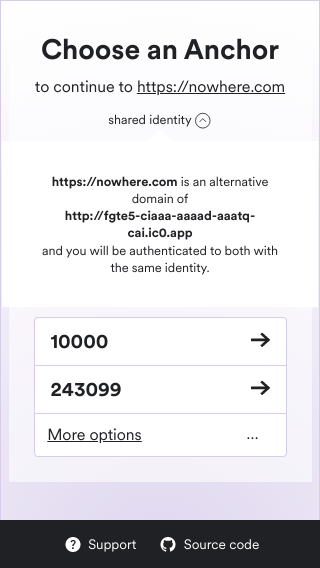 Choose an Anchor
to continue to https://nowhere.com
shared identity
https://nowhere.com is an alternative
domain of
http://fgte5-ciaaa-aaaad-aaatq-
cai.ic0.app
and you will be authenticated to both with
the same identity.
10000
243099
More options
...
Support
Source code